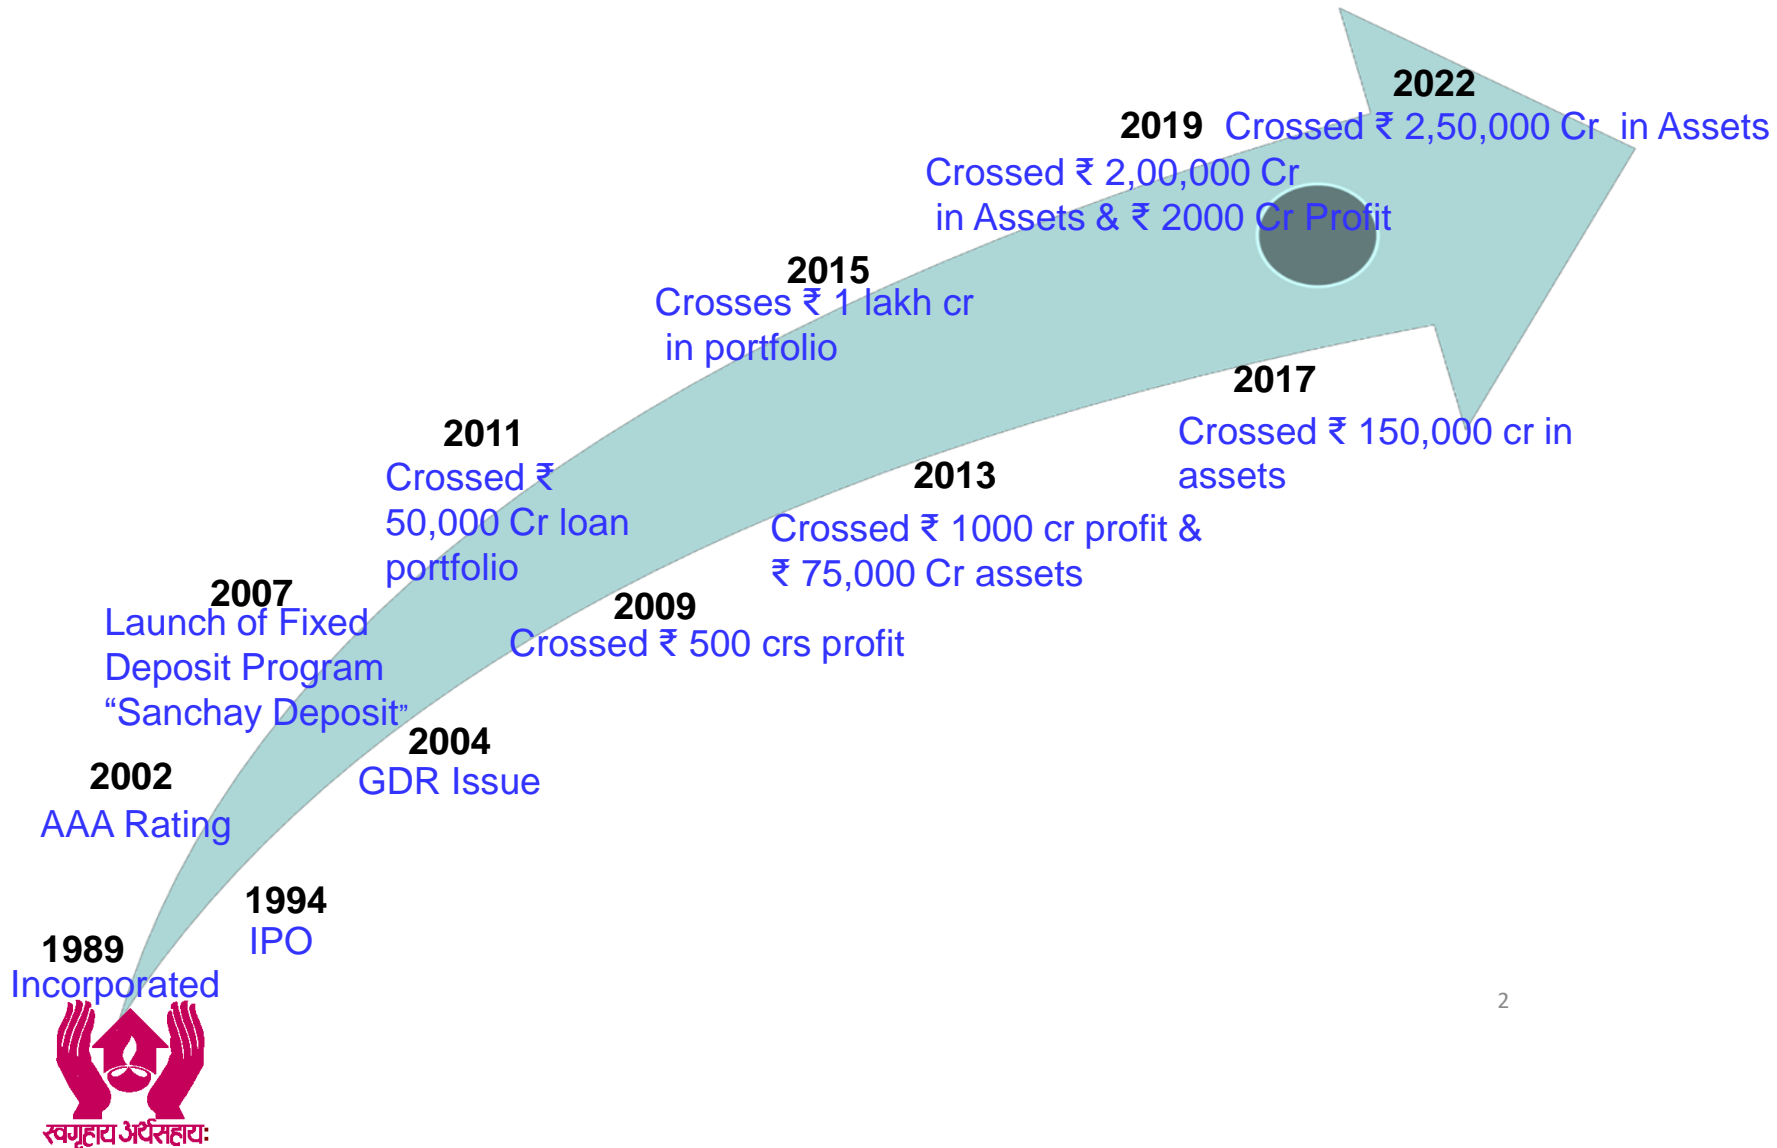 2022
2019 Crossed ₹ 2,50,000 Cr in Assets
Crossed ₹ 2,00,000 Cr
in Assets & ₹ 2000 Cr Profit
2015
Crosses ₹ 1 lakh cr
in portfolio
2017
Crossed ₹ 150,000 cr in
assets
2011
Crossed ₹
50,000 Cr loan
portfolio
2013
Crossed ₹ 1000 cr profit &
₹ 75,000 Cr assets
2007
Launch of Fixed
Deposit Program
“Sanchay Deposit”
2009
Crossed ₹ 500 crs profit
2004
GDR Issue
2002
AAA Rating
1994
IPO
1989
Incorporated
2
स्वगृहाय अर्थसहायः